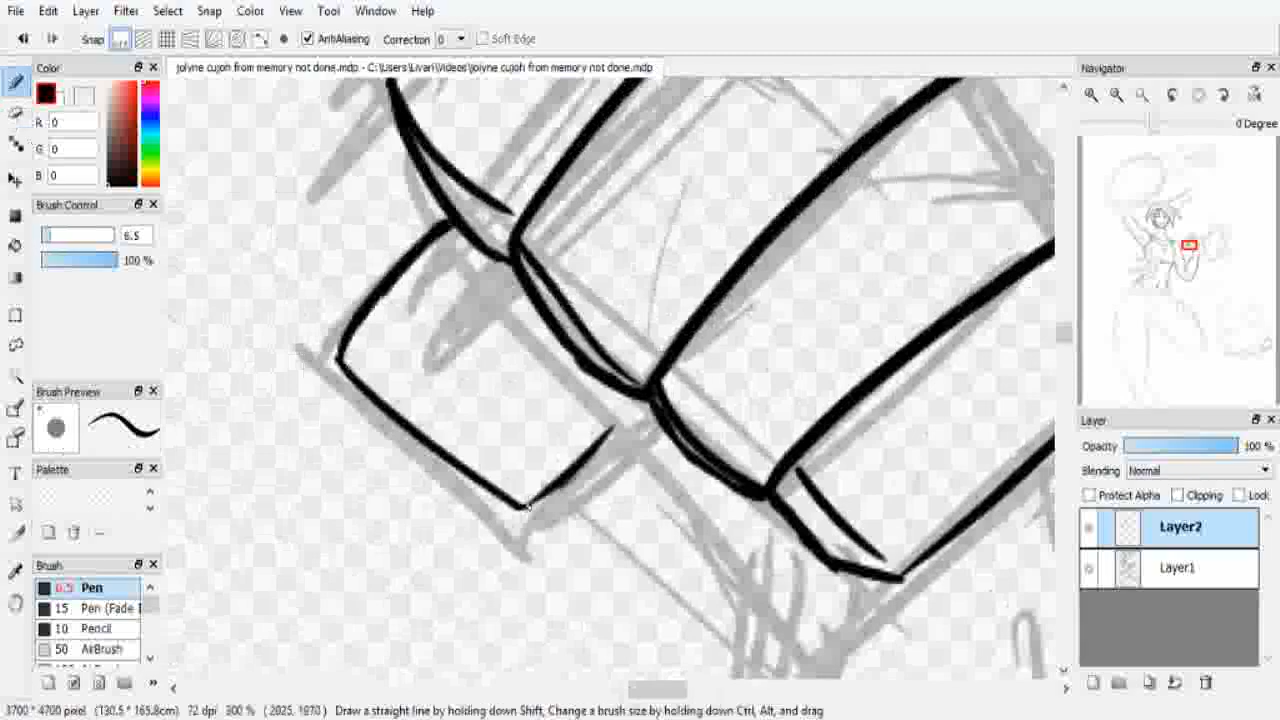 File Edit Layer Filter Select Snap Color View Tool Window Help
Snap AntiAliasing Correction 0 Soft Edge
Color
jolyne cujoh from memory not done.mdp - C:\Users\Livari\Videos\jolyne cujoh from memory not done.mdp
Navigator
R 0
G 0
B 0
0 Degree
Brush Control
6.5
100 %
Brush Preview
Palette
Brush
Pen
15 Pen (Fade
10 Pencil
50 AirBrush
Layer
Opacity 100 %
Blending Normal
Protect Alpha Clipping Lock
Layer2
Layer1
3700 * 4700 pixel (130.5 * 165.8cm) 72 dpi 300 % ( 2025, 1870 ) Draw a straight line by holding down Shift, Change a brush size by holding down Ctrl, Alt, and drag